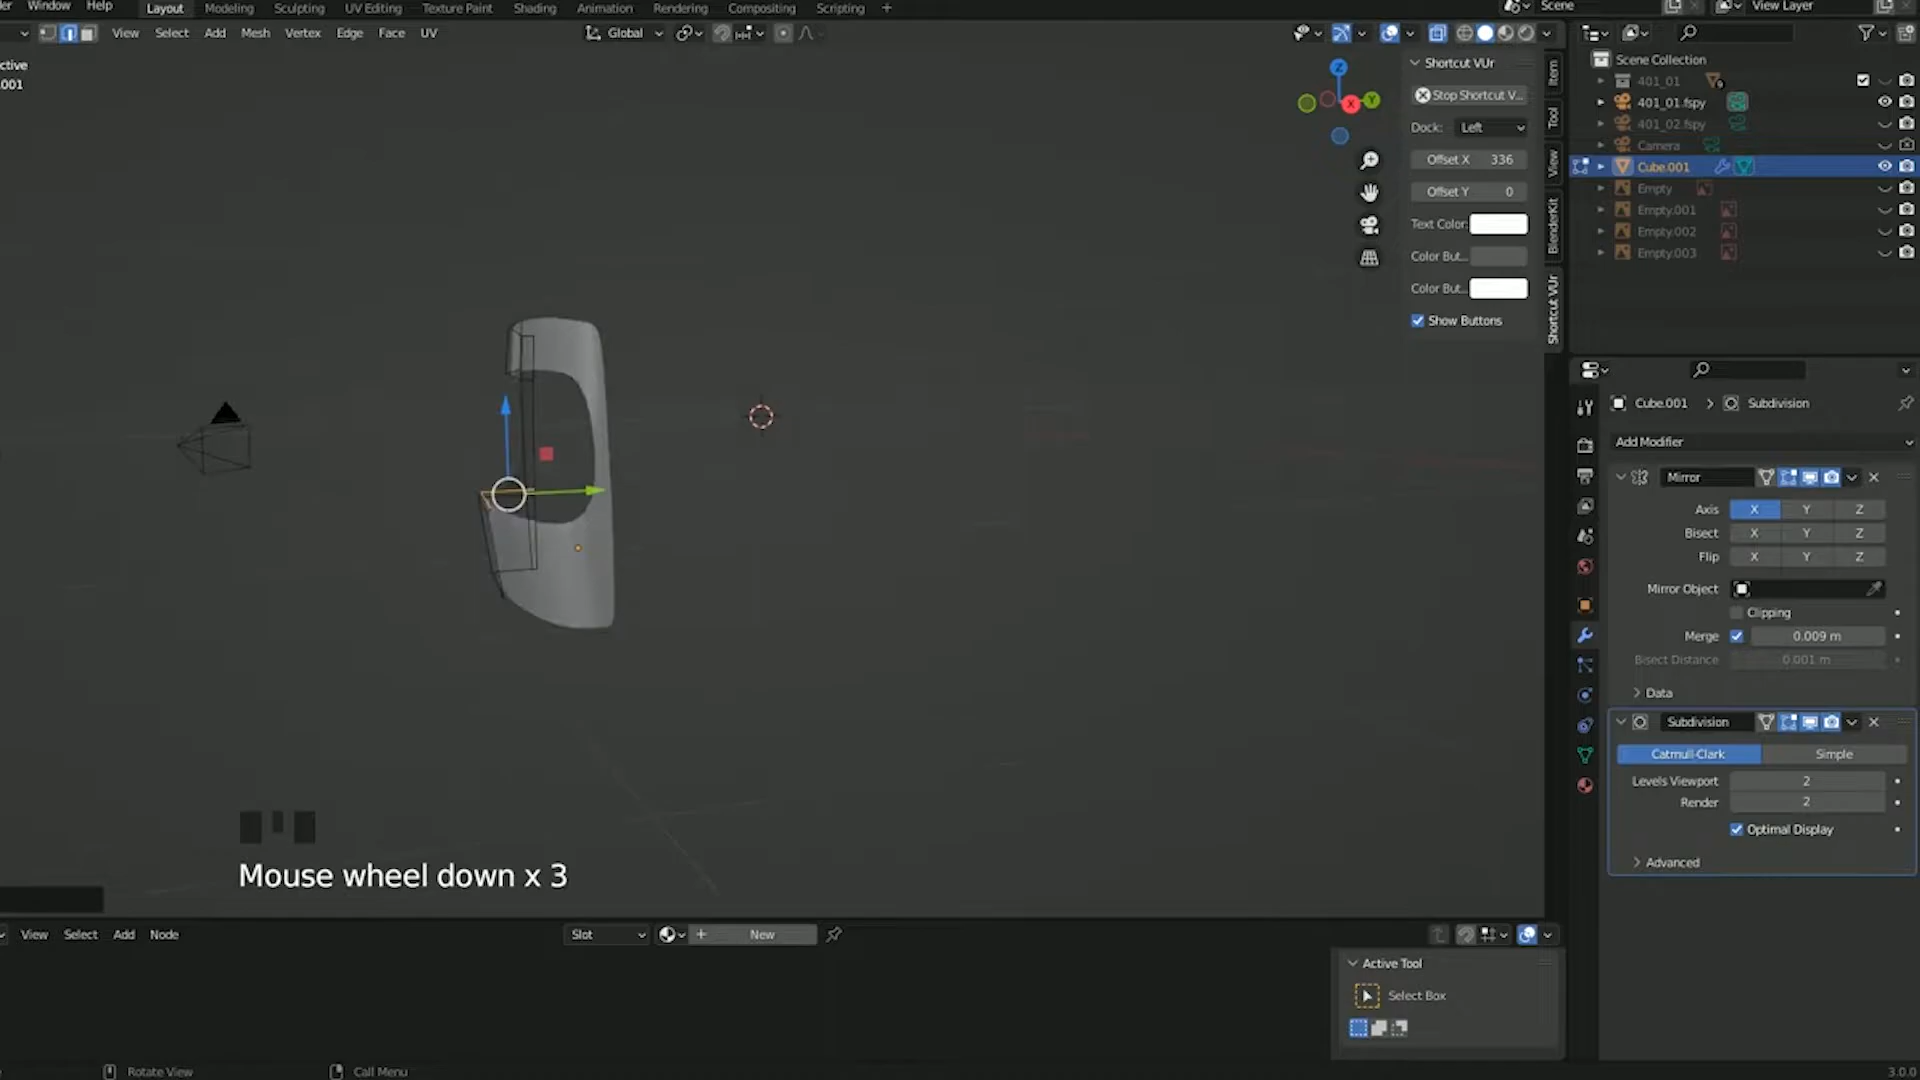 Window Help Layout Modeling Sculpting UV Editing Texture Paint Shading Animation Rendering Compositing Scripting + Scene View Layer
View Select Add Mesh Vertex Edge Face UV Global
ctive
.001
Z
X
Y
Shortcut VUr
Stop Shortcut V...
Dock: Left
Offset X 336
Offset Y 0
Text Color:
Color But...
Color But...
Show Buttons
Item
Tool
View
BlenderKit
Shortcut VUr
Scene Collection
401_01
401_01.fspy
401_02.fspy
Camera
Cube.001
Empty
Empty.001
Empty.002
Empty.003
Cube.001 > Subdivision
Add Modifier
Mirror
Axis X Y Z
Bisect X Y Z
Flip X Y Z
Mirror Object
Clipping
Merge 0.009 m
Bisect Distance 0.001 m
Data
Subdivision
Catmull-Clark Simple
Levels Viewport 2
Render 2
Optimal Display
Advanced
Mouse wheel down x 3
View Select Add Node Slot New
Active Tool
Select Box
Rotate View Call Menu 3.0.0